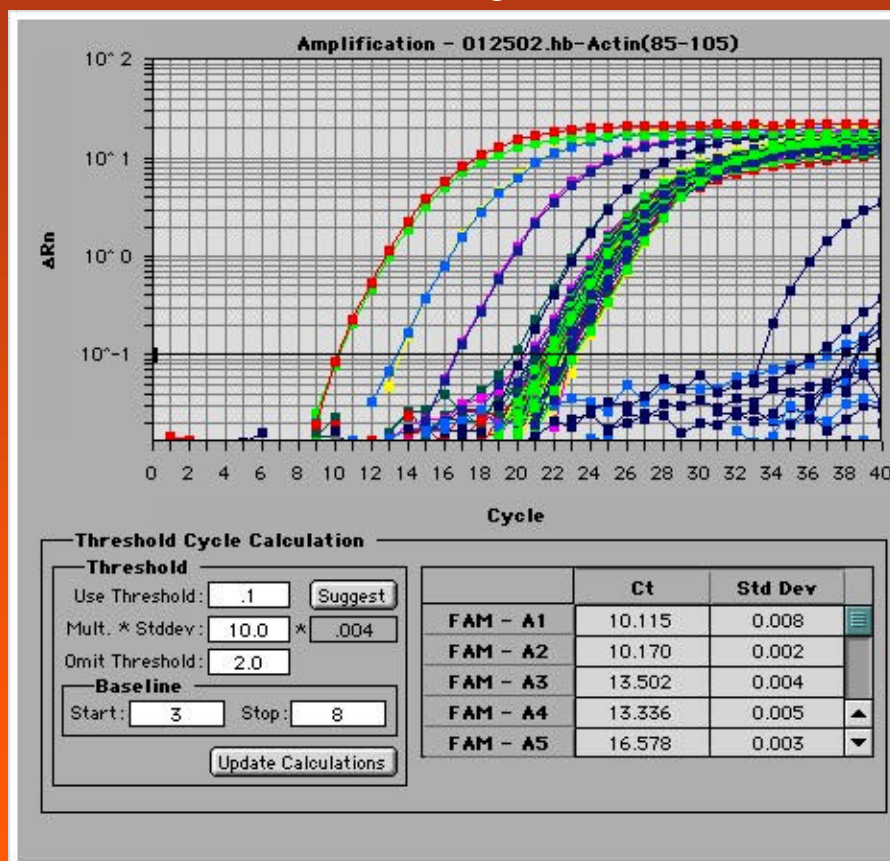 Amplification - 012502.hb-Actin(85-105)
10^2
10^1
10^0
10^-1
ΔRn
0 2 4 6 8 10 12 14 16 18 20 22 24 26 28 30 32 34 36 38 40
Cycle
Threshold Cycle Calculation
Threshold
Use Threshold: .1 Suggest
Mult. * Stddev: 10.0 * .004
Omit Threshold: 2.0
Baseline
Start: 3 Stop: 8
Update Calculations
Ct Std Dev
FAM - A1 10.115 0.008
FAM - A2 10.170 0.002
FAM - A3 13.502 0.004
FAM - A4 13.336 0.005
FAM - A5 16.578 0.003